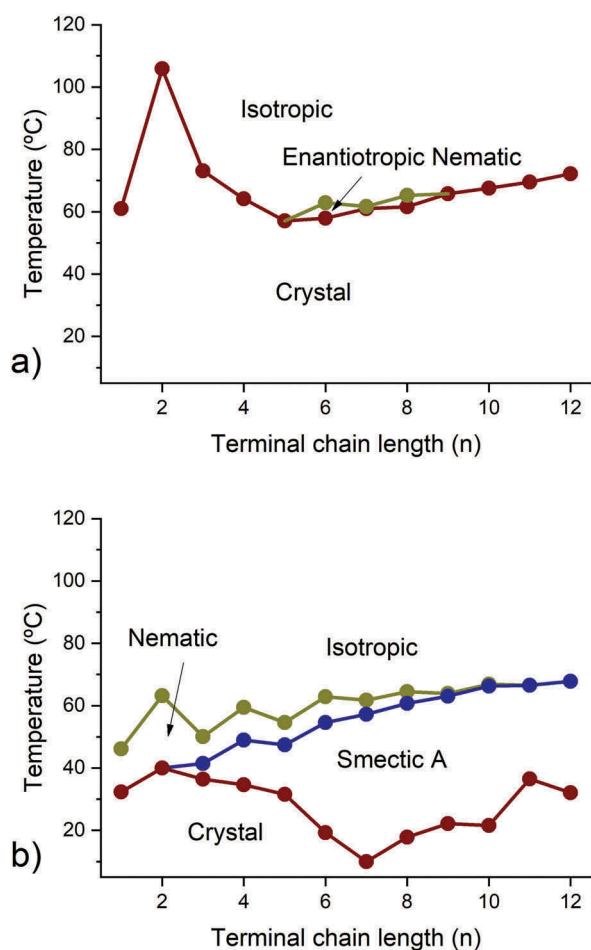 120
100
80
60
40
20
Temperature (ºC)
Isotropic
Enantiotropic Nematic
Crystal
a)
2 4 6 8 10 12
Terminal chain length (n)
120
100
80
60
40
20
Temperature (ºC)
Nematic
Isotropic
Smectic A
Crystal
b)
2 4 6 8 10 12
Terminal chain length (n)